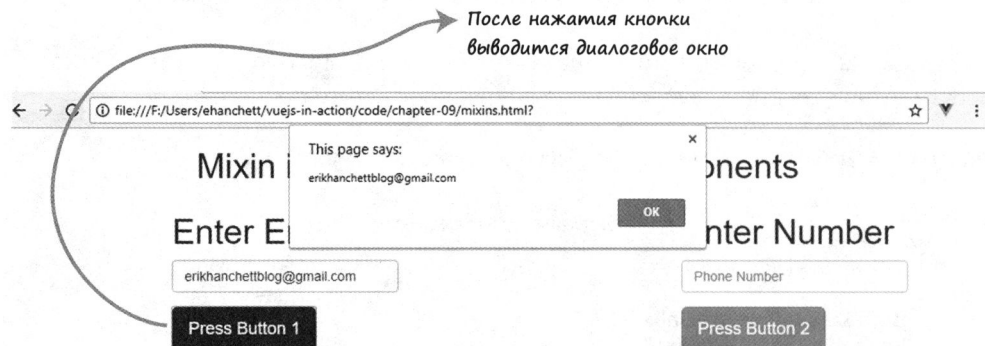 После нажатия кнопки
выводится диалоговое окно
file:///F:/Users/ehanchett/vuejs-in-action/code/chapter-09/mixins.html?
This page says:
erikhanchettblog@gmail.com
OK
Mixin i
onents
Enter E
nter Number
erikhanchettblog@gmail.com
Phone Number
Press Button 1
Press Button 2